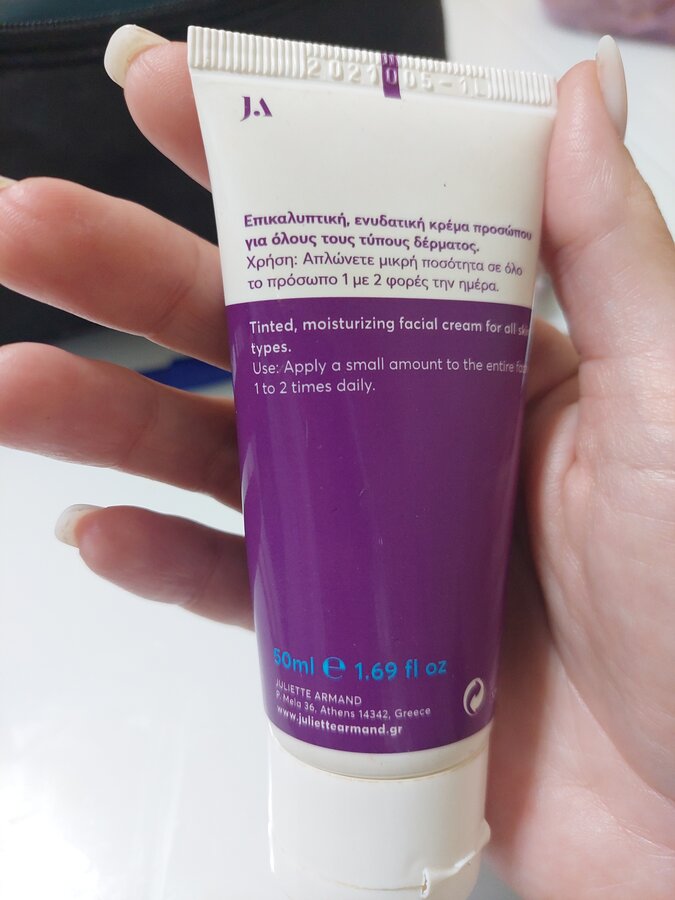 JA
Επικαλυπτική, ενυδατική κρέμα προσώπου
για όλους τους τύπους δέρματος.
Χρήση: Απλώνετε μικρή ποσότητα σε όλο
το πρόσωπο 1 με 2 φορές την ημέρα.
Tinted, moisturizing facial cream for all
types.
Use: Apply a small amount to the entire
1 to 2 times daily.
50ml ℮ 1.69 fl oz
JULIETTE ARMAND
P. Mela 36, Athens 14342, Greece
www.juliettearmand.gr